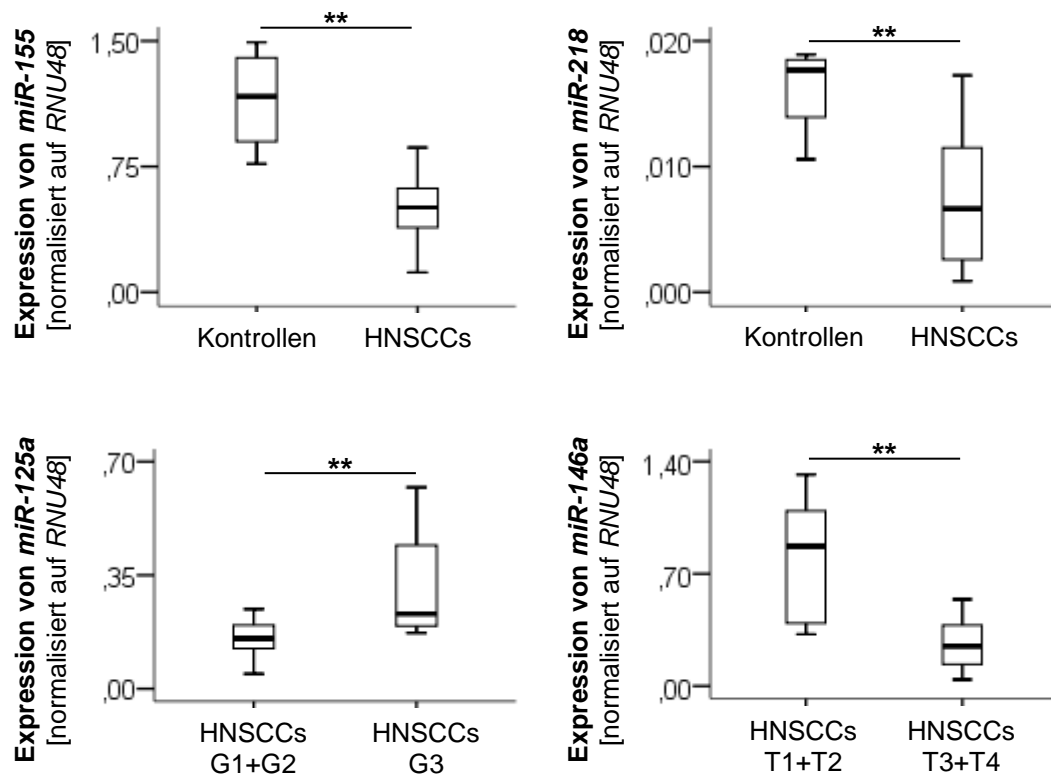 Expression von miR-155
[normalisiert auf RNU48]
1,50
,75
,00
**
Kontrollen
HNSCCs
Expression von miR-218
[normalisiert auf RNU48]
,020
,010
,000
**
Kontrollen
HNSCCs
Expression von miR-125a
[normalisiert auf RNU48]
,70
,35
,00
**
HNSCCs
G1+G2
HNSCCs
G3
Expression von miR-146a
[normalisiert auf RNU48]
1,40
,70
,00
**
HNSCCs
T1+T2
HNSCCs
T3+T4